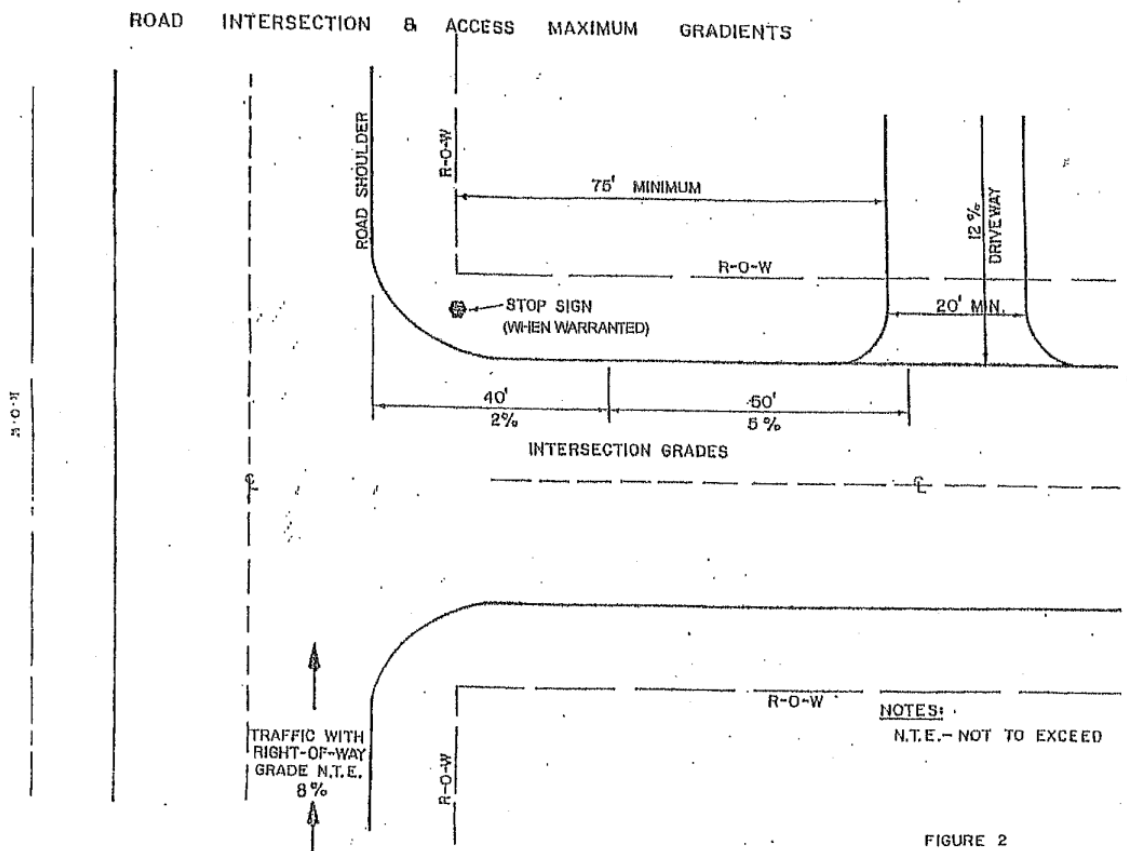 ROAD INTERSECTION & ACCESS MAXIMUM GRADIENTS
ROAD SHOULDER
R-O-W
75' MINIMUM
12%
DRIVEWAY
R-O-W
STOP SIGN
(WHEN WARRANTED)
20' MIN.
40'
2%
60'
5%
INTERSECTION GRADES
R-O-W
℄
℄
TRAFFIC WITH
RIGHT-OF-WAY
GRADE N.T.E.
8%
R-O-W
R-O-W
NOTES:
N.T.E.- NOT TO EXCEED
FIGURE 2